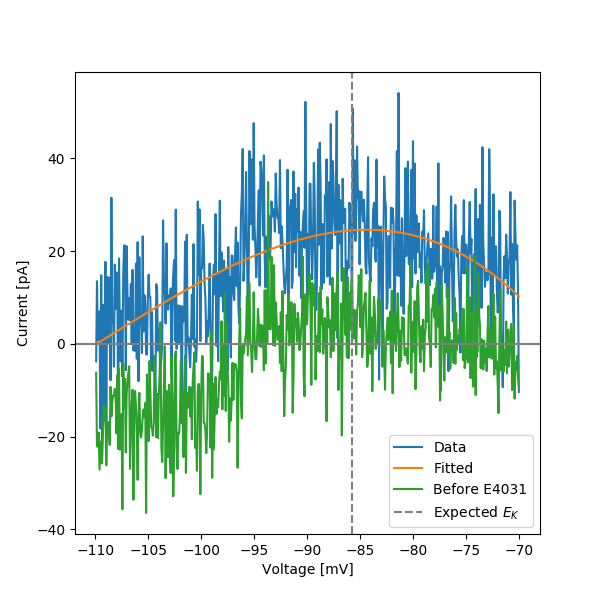 Current [pA]
40
20
0
−20
−40
Data
Fitted
Before E4031
Expected $E_K$
−110 −105 −100 −95 −90 −85 −80 −75 −70
Voltage [mV]